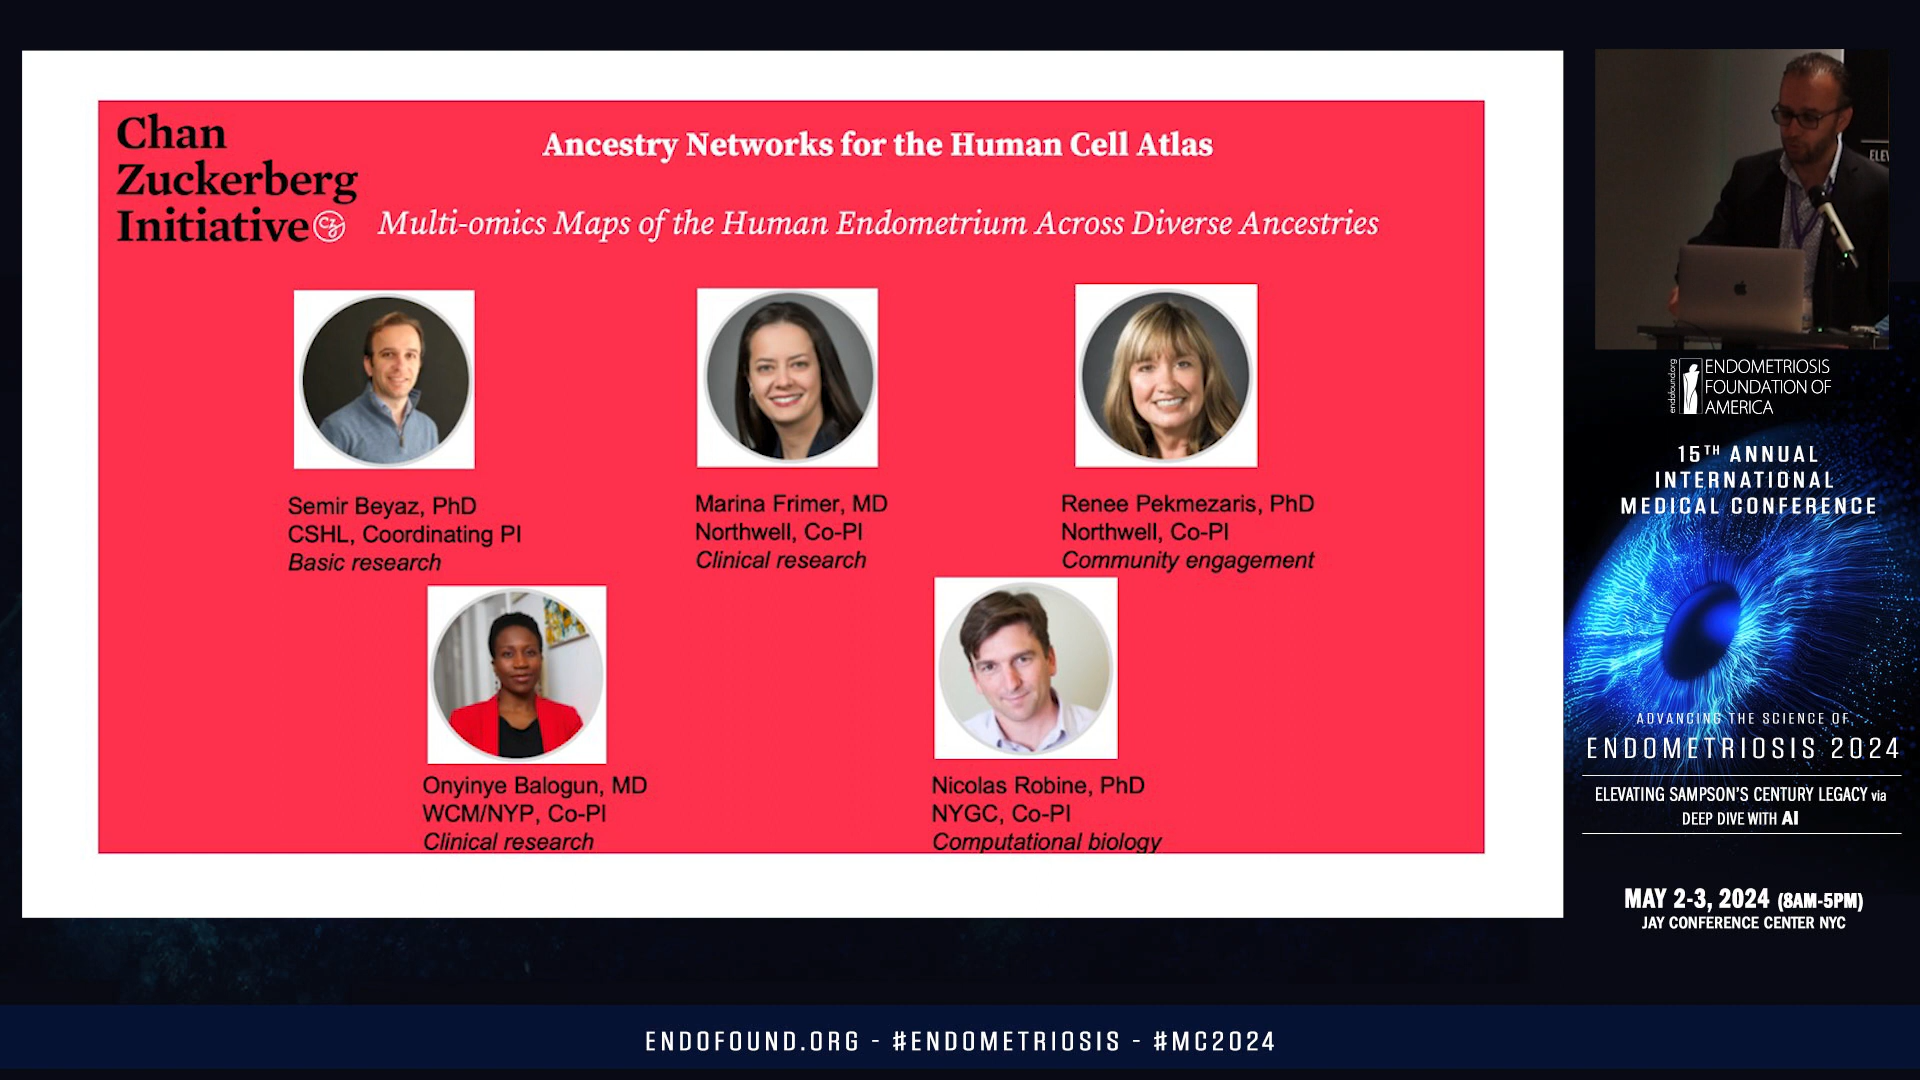 Chan
Zuckerberg
Initiative
CZI
Ancestry Networks for the Human Cell Atlas
Multi-omics Maps of the Human Endometrium Across Diverse Ancestries
Semir Beyaz, PhD
CSHL, Coordinating PI
Basic research
Marina Frimer, MD
Northwell, Co-PI
Clinical research
Renee Pekmezaris, PhD
Northwell, Co-PI
Community engagement
Onyinye Balogun, MD
WCM/NYP, Co-PI
Clinical research
Nicolas Robine, PhD
NYGC, Co-PI
Computational biology
ELEV
endofound.org
ENDOMETRIOSIS
FOUNDATION OF
AMERICA
15TH ANNUAL
INTERNATIONAL
MEDICAL CONFERENCE
ADVANCING THE SCIENCE OF
ENDOMETRIOSIS 2024
ELEVATING SAMPSON'S CENTURY LEGACY via
DEEP DIVE WITH AI
MAY 2-3, 2024 (8AM-5PM)
JAY CONFERENCE CENTER NYC
ENDOFOUND.ORG - #ENDOMETRIOSIS - #MC2024